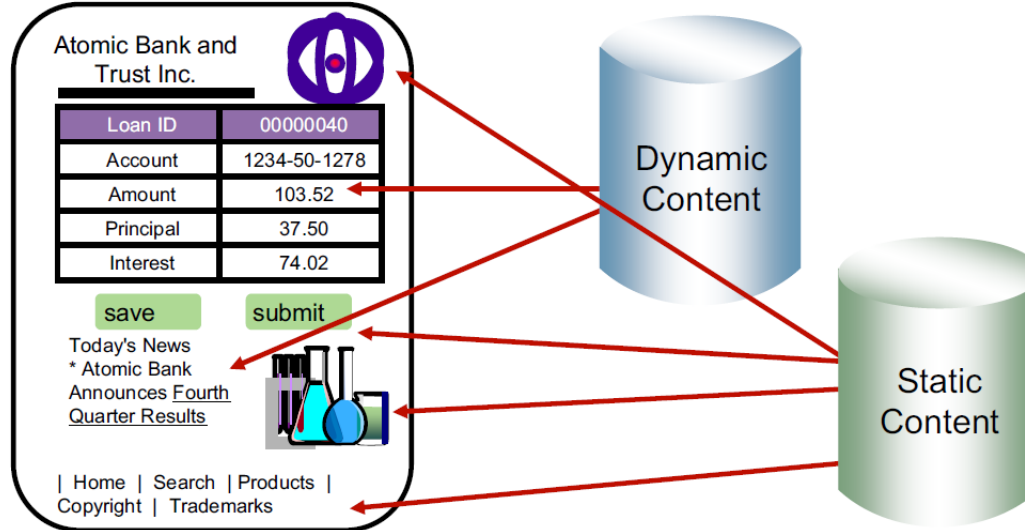 Atomic Bank and
Trust Inc.
Loan ID 00000040
Account 1234-50-1278
Amount 103.52
Principal 37.50
Interest 74.02
save submit
Today's News
* Atomic Bank
Announces Fourth
Quarter Results
| Home | Search | Products |
Copyright | Trademarks
Dynamic
Content
Static
Content